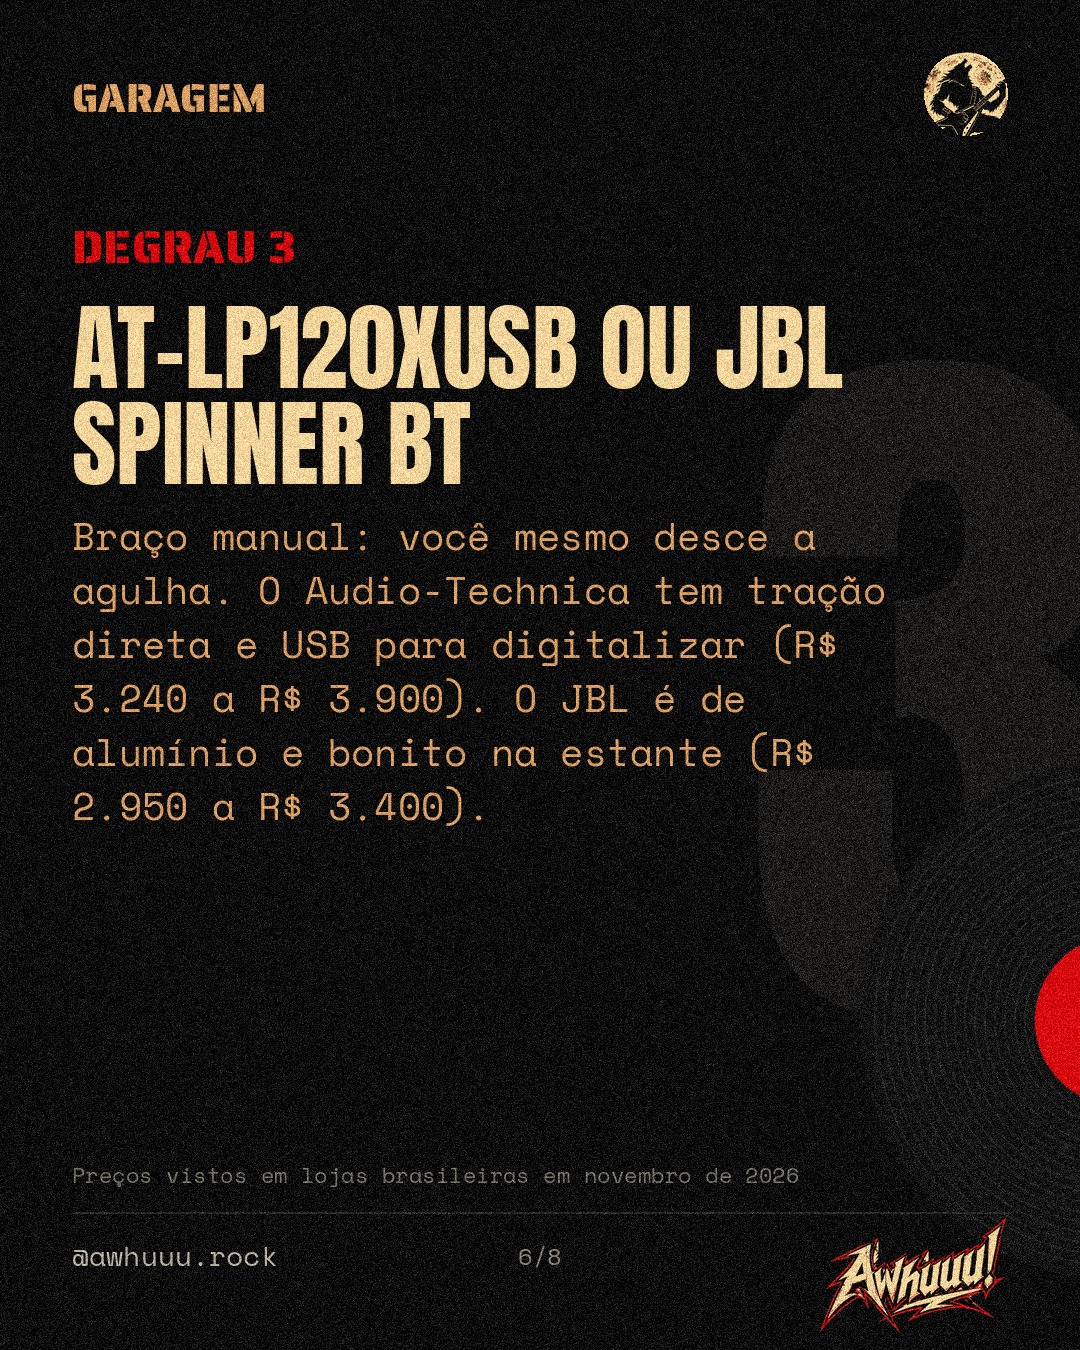 GARAGEM
DEGRAU 3
AT-LP120XUSB OU JBL
SPINNER BT
Braço manual: você mesmo desce a
agulha. O Audio-Technica tem tração
direta e USB para digitalizar (R$
3.240 a R$ 3.900). O JBL é de
alumínio e bonito na estante (R$
2.950 a R$ 3.400).
3
Preços vistos em lojas brasileiras em novembro de 2026
@awhuuu.rock
6/8
Awhuuu!